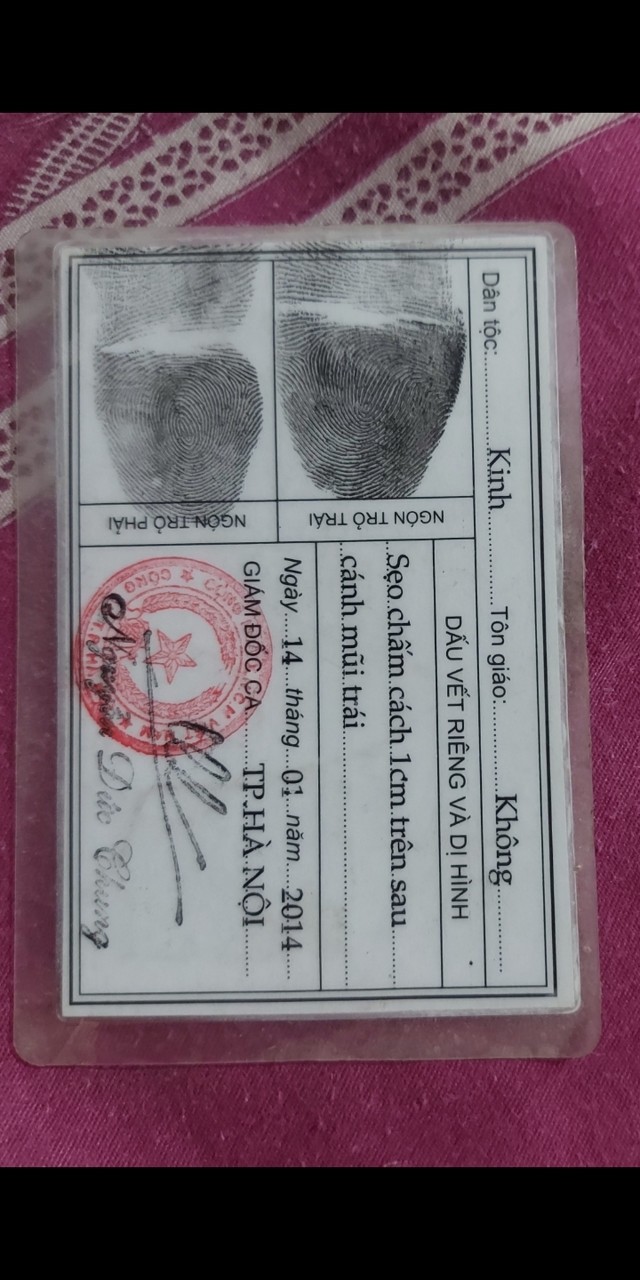 Dân tộc: Kinh Tôn giáo: Không
DẤU VẾT RIÊNG VÀ DỊ HÌNH
NGÓN TRỎ TRÁI
Sẹo chấm cách 1cm trên sau
cánh mũi trái
NGÓN TRỎ PHẢI
Ngày 14 tháng 01 năm 2014
GIÁM ĐỐC CA TP.HÀ NỘI
Nguyễn Đức Chung